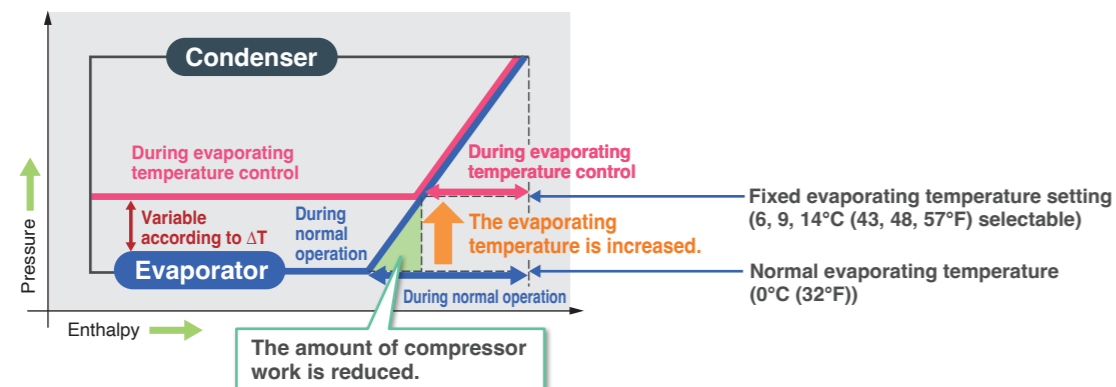 Condenser
During evaporating
temperature control
During evaporating
temperature control
Fixed evaporating temperature setting
(6, 9, 14°C (43, 48, 57°F) selectable)
Variable
according to ΔT
During
normal
operation
The evaporating
temperature is increased.
Evaporator
Normal evaporating temperature
(0°C (32°F))
During normal operation
Pressure
Enthalpy
The amount of compressor
work is reduced.